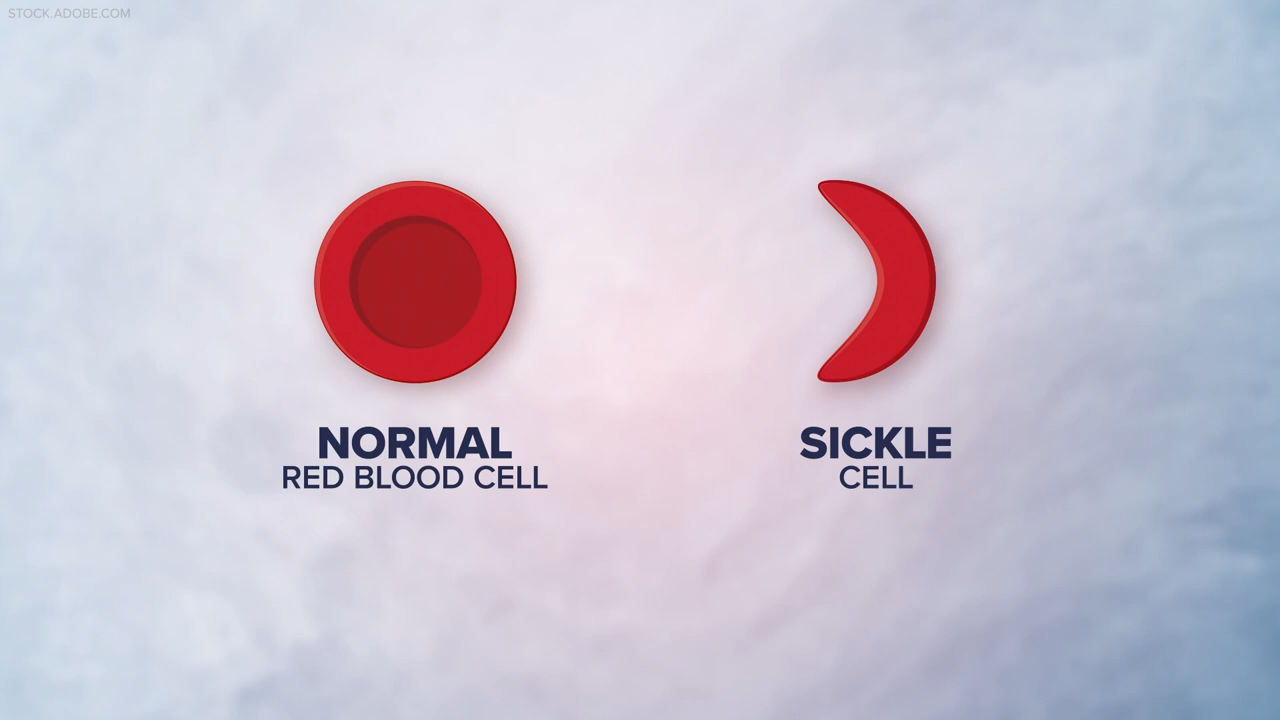 STOCK.ADOBE.COM
NORMAL
RED BLOOD CELL
SICKLE
CELL